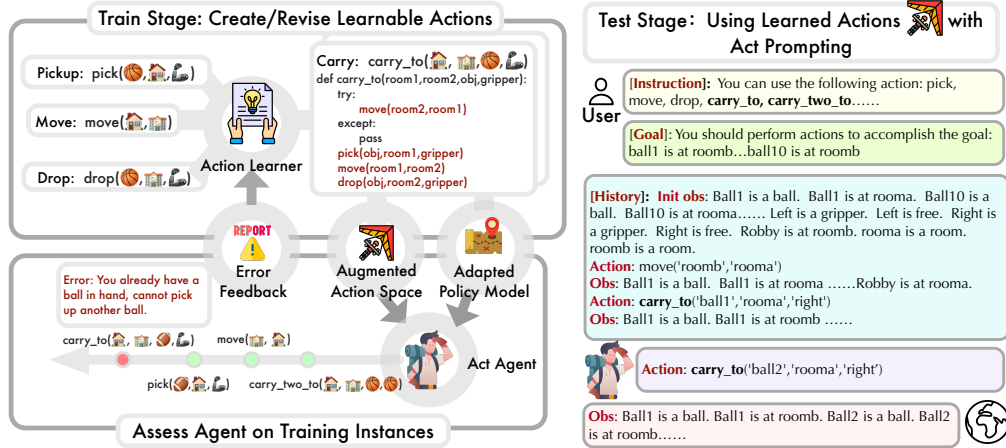 Train Stage: Create/Revise Learnable Actions
Pickup: pick(🏀,🏠,💪)
Move: move(🏠,🏫)
Drop: drop(🏀,🏫,💪)
Action Learner
Carry: carry_to(🏠,🏫,🏀,💪)
def carry_to(room1,room2,obj,gripper):
try:
move(room2,room1)
except:
pass
pick(obj,room1,gripper)
move(room1,room2)
drop(obj,room2,gripper)
REPORT
Error
Feedback
Augmented
Action Space
Adapted
Policy Model
Error: You already have a
ball in hand, cannot pick
up another ball.
carry_to(🏠,🏫,🏈,💪)
move(🏫,🏠)
pick(🏈,🏠,💪)
carry_two_to(🏠,🏫,🏀,🏀)
Act Agent
Assess Agent on Training Instances
Test Stage: Using Learned Actions with
Act Prompting
User
[Instruction]: You can use the following action: pick,
move, drop, carry_to, carry_two_to......
[Goal]: You should perform actions to accomplish the goal:
ball1 is at roomb...ball10 is at roomb
[History]: Init obs: Ball1 is a ball. Ball1 is at rooma. Ball10 is a
ball. Ball10 is at rooma...... Left is a gripper. Left is free. Right is
a gripper. Right is free. Robby is at roomb. rooma is a room.
roomb is a room.
Action: move('roomb','rooma')
Obs: Ball1 is a ball. Ball1 is at rooma ......Robby is at rooma.
Action: carry_to('ball1','rooma','right')
Obs: Ball1 is a ball. Ball1 is at roomb ......
Action: carry_to('ball2','rooma','right')
Obs: Ball1 is a ball. Ball1 is at roomb. Ball2 is a ball. Ball2
is at roomb......